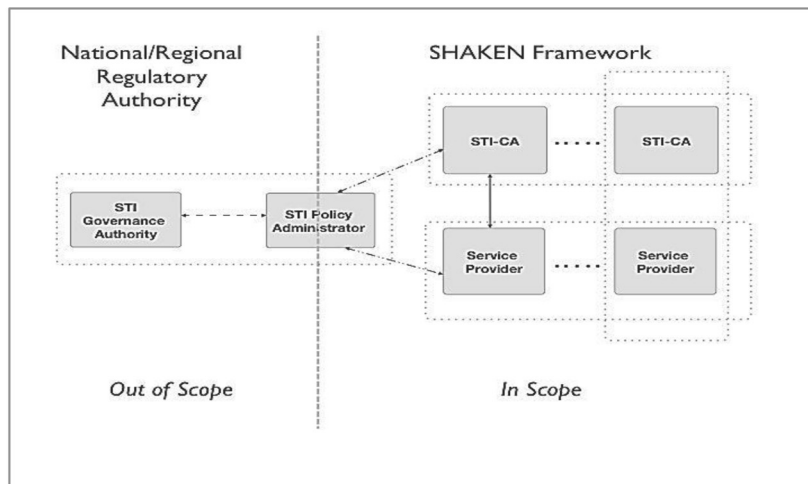 National/Regional
Regulatory
Authority
SHAKEN Framework
STI-CA
STI-CA
STI
Governance
Authority
STI Policy
Administrator
Service
Provider
Service
Provider
Out of Scope
In Scope